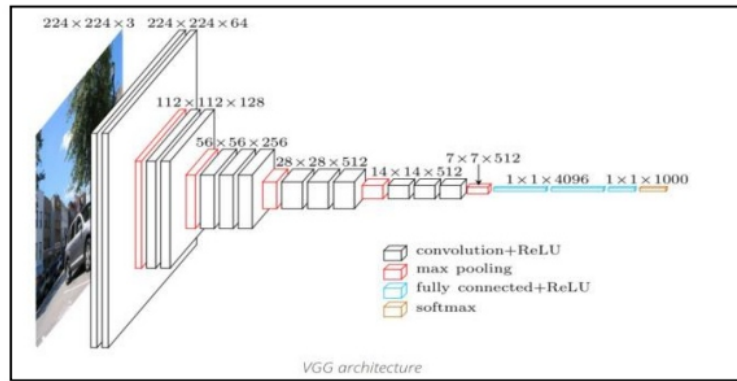 224×224×3 224×224×64
112×112×128
56×56×256
28×28×512
14×14×512
7×7×512
1×1×4096 1×1×1000
convolution+ReLU
max pooling
fully connected+ReLU
softmax
VGG architecture